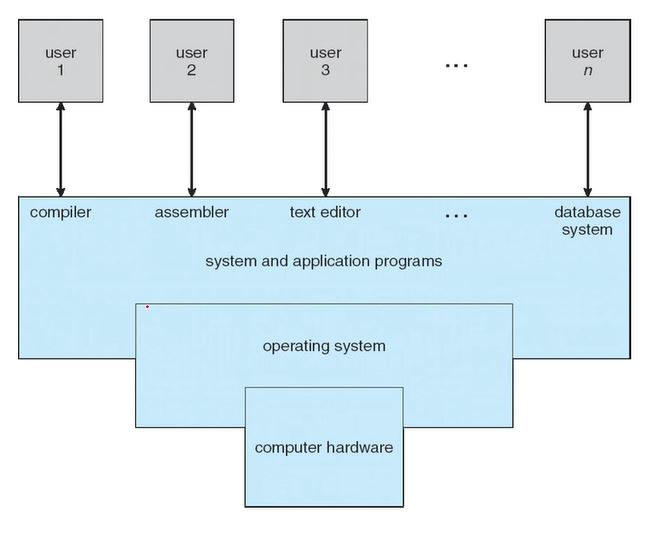 user
1
user
2
user
3
...
user
n
compiler
assembler
text editor
...
database
system
system and application programs
operating system
computer hardware